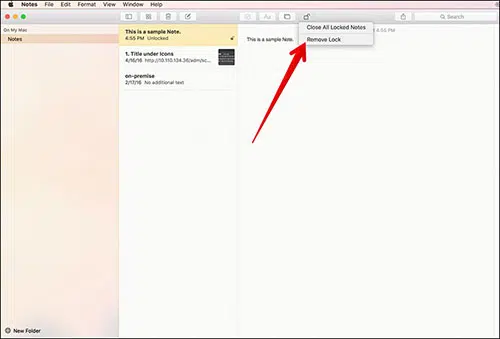 Notes File Edit Format View Window Help
Aa
Search
On My Mac
Notes
This is a sample Note.
4:55 PM Unlocked
1. Title under Icons
4/16/16 http://10.110.134.36/adm/sc...
on-premise
2/17/16 No additional text
Close All Locked Notes
Remove Lock
4:55 PM
This is a sample Note.
New Folder